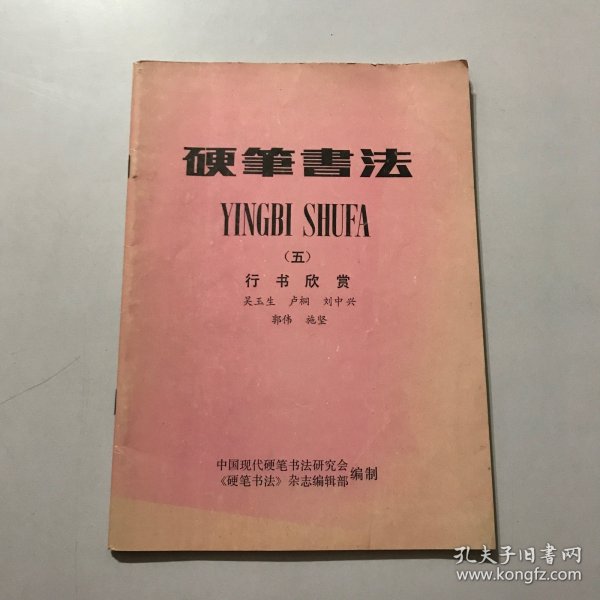 硬筆書法
YINGBI SHUFA
（五）
行书欣赏
吴玉生 卢桐 刘中兴
郭伟 施坚
中国现代硬笔书法研究会
《硬笔书法》杂志编辑部 编制
孔夫子旧書网
www.kongfz.com